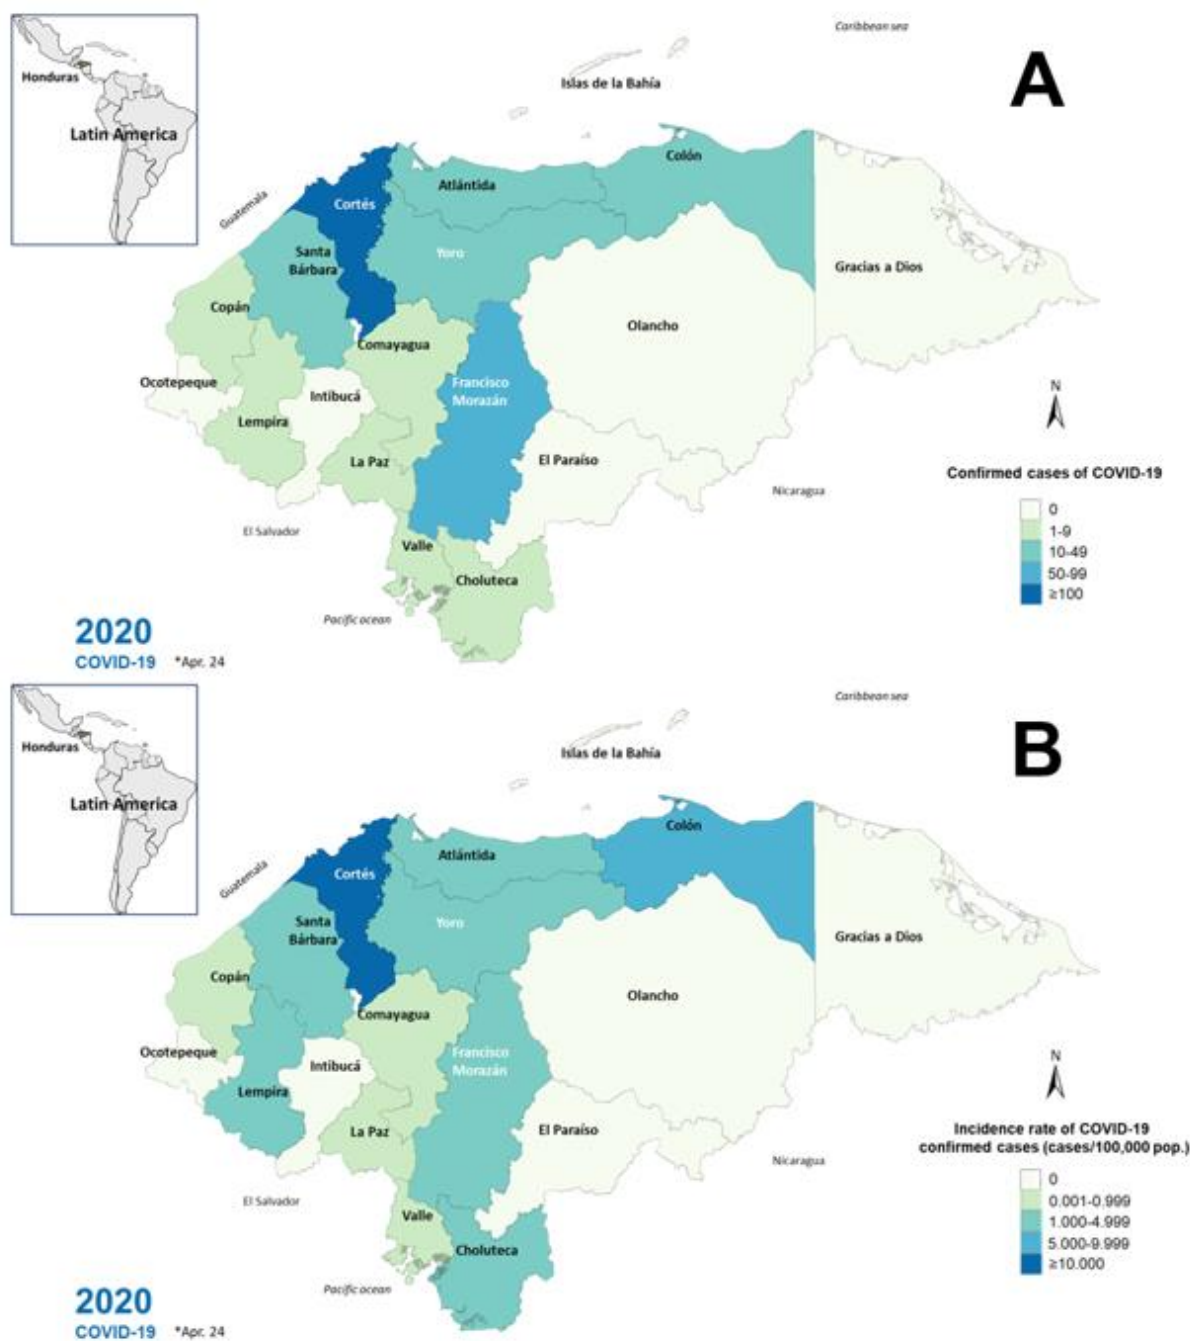 Caribbean sea
A
Honduras
Latin America
Islas de la Bahía
Guatemala
Cortés
Atlántida
Colón
Santa
Bárbara
Yoro
Gracias a Dios
Copán
Olancho
Comayagua
Ocotepeque
Intibucá
Francisco
Morazán
Lempira
La Paz
El Paraíso
N
Confirmed cases of COVID-19
0
1-9
10-49
50-99
≥100
Nicaragua
El Salvador
Valle
Choluteca
Pacific ocean
2020
COVID-19 *Apr. 24
Caribbean sea
B
Honduras
Latin America
Islas de la Bahía
Guatemala
Cortés
Atlántida
Colón
Santa
Bárbara
Yoro
Gracias a Dios
Copán
Olancho
Comayagua
Ocotepeque
Intibucá
Francisco
Morazán
Lempira
La Paz
El Paraíso
N
Incidence rate of COVID-19
confirmed cases (cases/100,000 pop.)
0
0.001-0.999
1.000-4.999
5.000-9.999
≥10.000
Nicaragua
El Salvador
Valle
Choluteca
Pacific ocean
2020
COVID-19 *Apr. 24